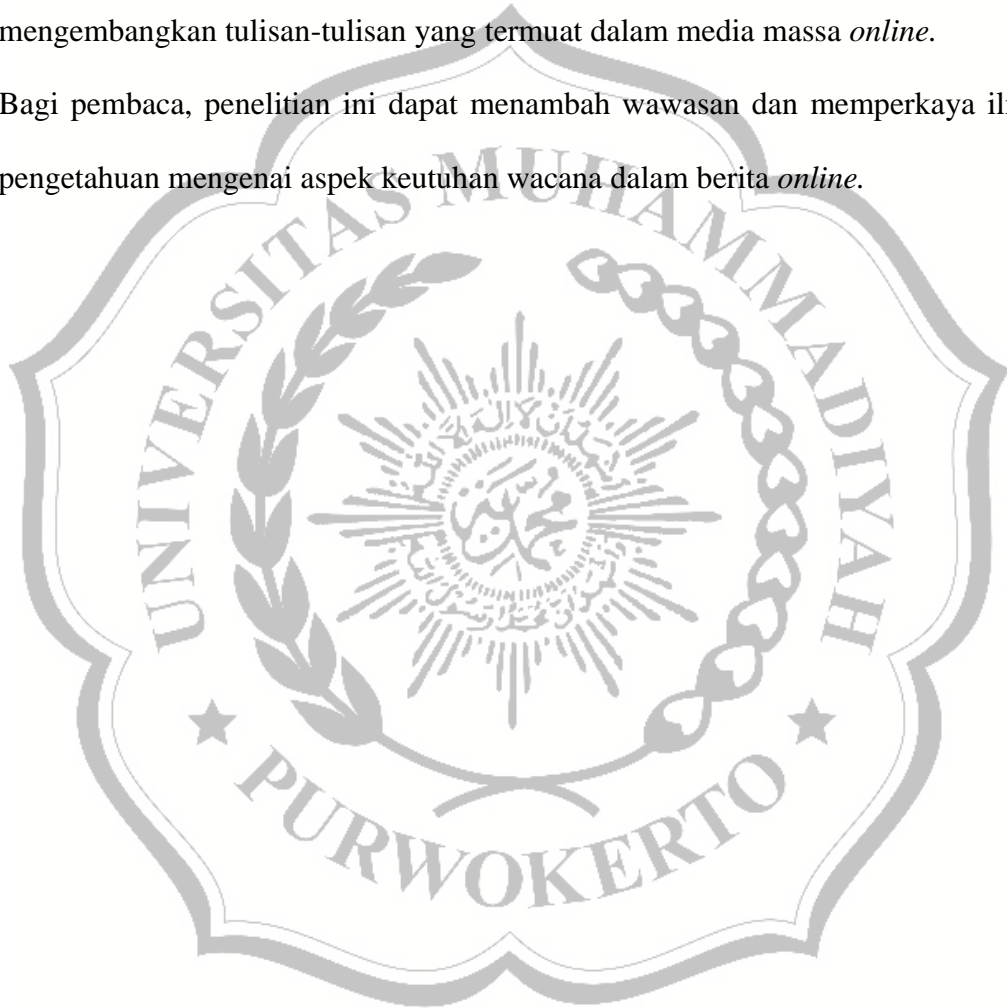 mengembangkan tulisan-tulisan yang termuat dalam media massa online.
Bagi pembaca, penelitian ini dapat menambah wawasan dan memperkaya
pengetahuan mengenai aspek keutuhan wacana dalam berita online.
UNIVERSITAS MUHAMMADIYAH
PURWOKERTO